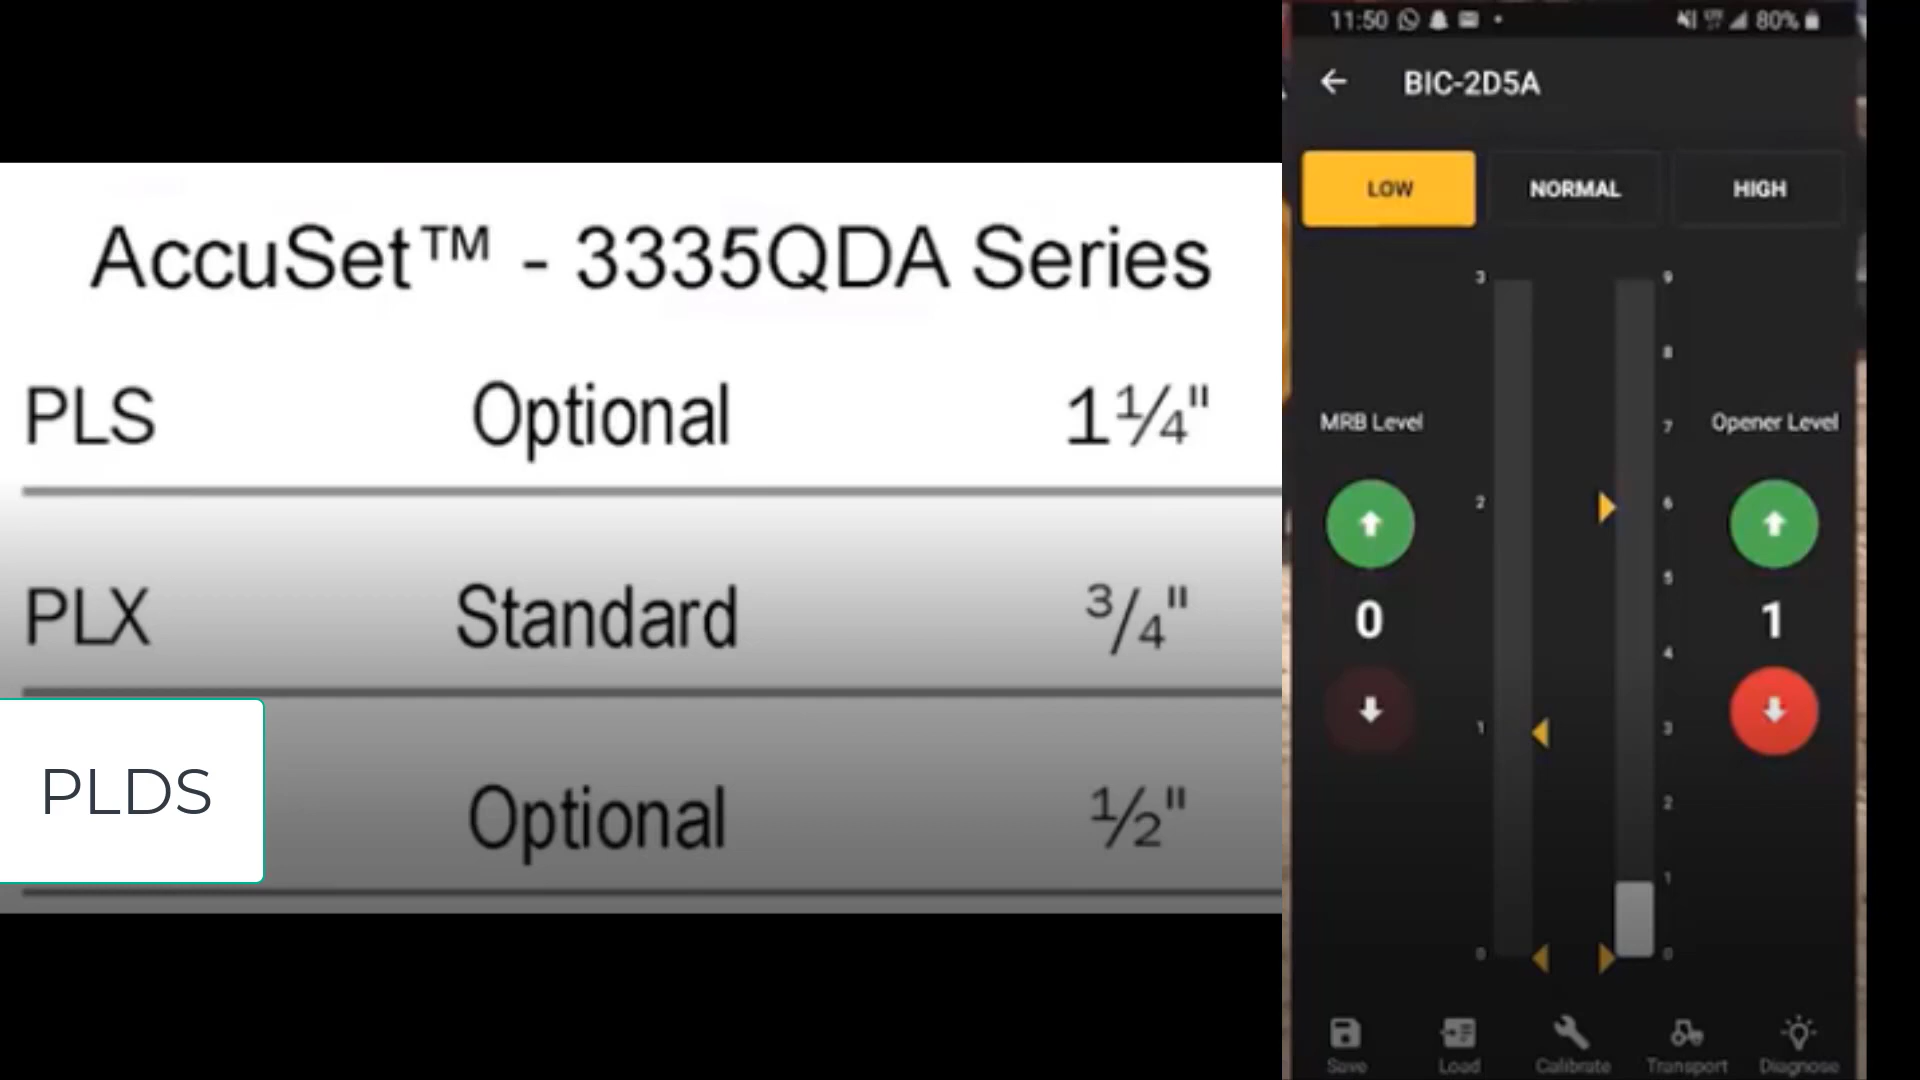 AccuSet™ - 3335QDA Series
PLS Optional 1¼"
PLX Standard ¾"
PLDS Optional ½"
11:50 80%
BIC-2D5A
LOW NORMAL HIGH
3 9
8
MRB Level 7 Opener Level
2 6
5
0 1
4
1 3
2
1
0 0
Save Load Calibrate Transport Diagnose